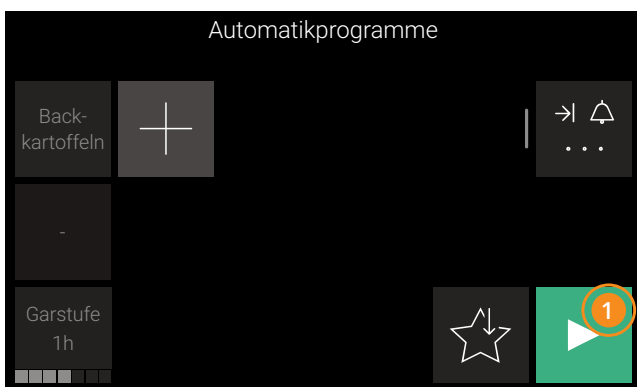 Automatikprogramme
Back-
kartoffeln
-
Garstufe
1h
1